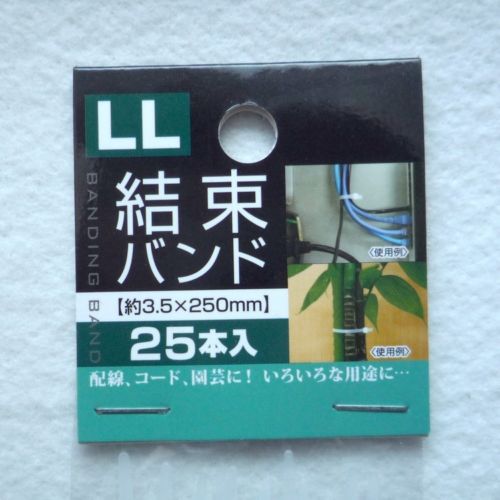 LL
BANDING BAND
結束
バンド
【約3.5×250mm】
25本入
〈使用例〉
〈使用例〉
配線、コード、園芸に！いろいろな用途に…